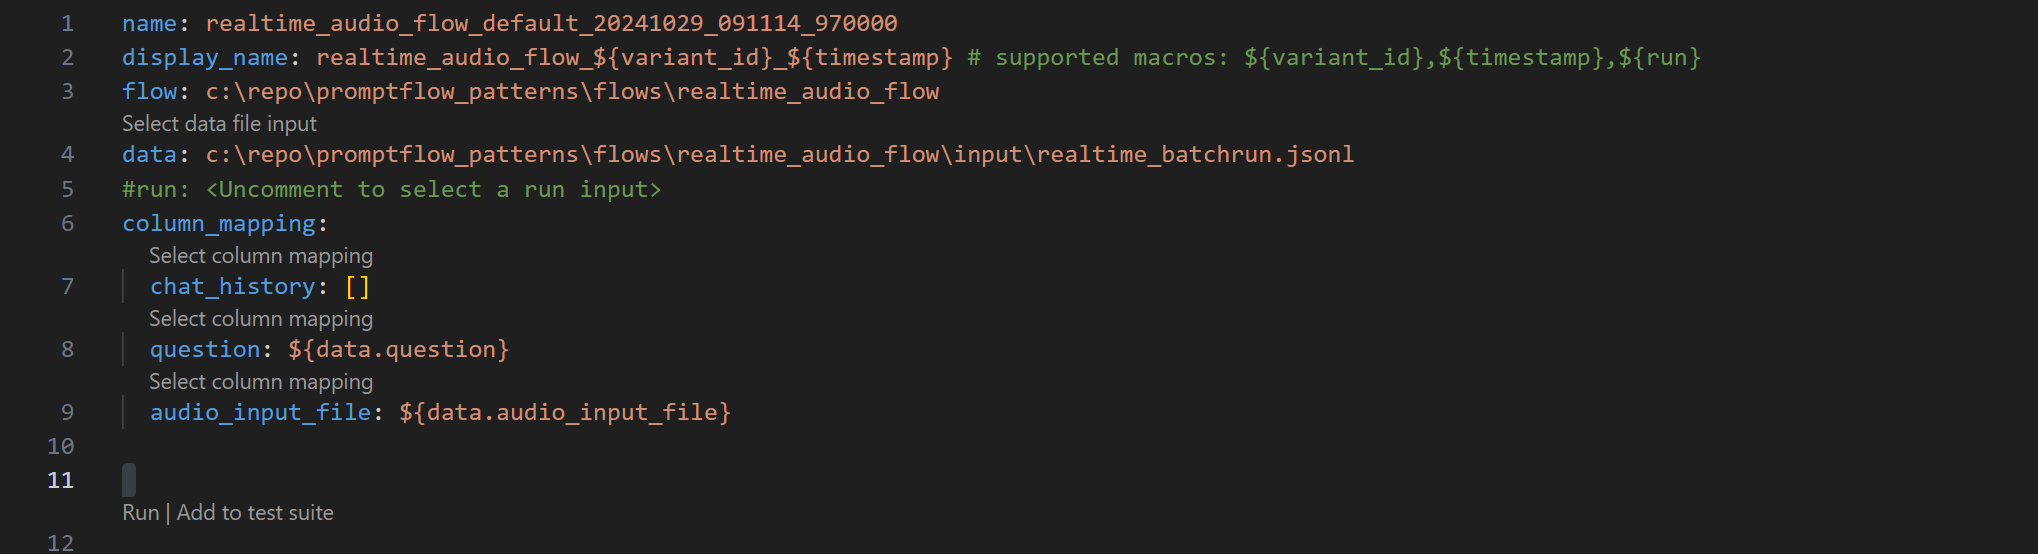 1 name: realtime_audio_flow_default_20241029_091114_970000
2 display_name: realtime_audio_flow_${variant_id}_${timestamp} # supported macros: ${variant_id},${timestamp},${run}
3 flow: c:\repo\promptflow_patterns\flows\realtime_audio_flow
Select data file input
4 data: c:\repo\promptflow_patterns\flows\realtime_audio_flow\input\realtime_batchrun.jsonl
5 #run: <Uncomment to select a run input>
6 column_mapping:
Select column mapping
7 chat_history: []
Select column mapping
8 question: ${data.question}
Select column mapping
9 audio_input_file: ${data.audio_input_file}
10
11
Run | Add to test suite
12